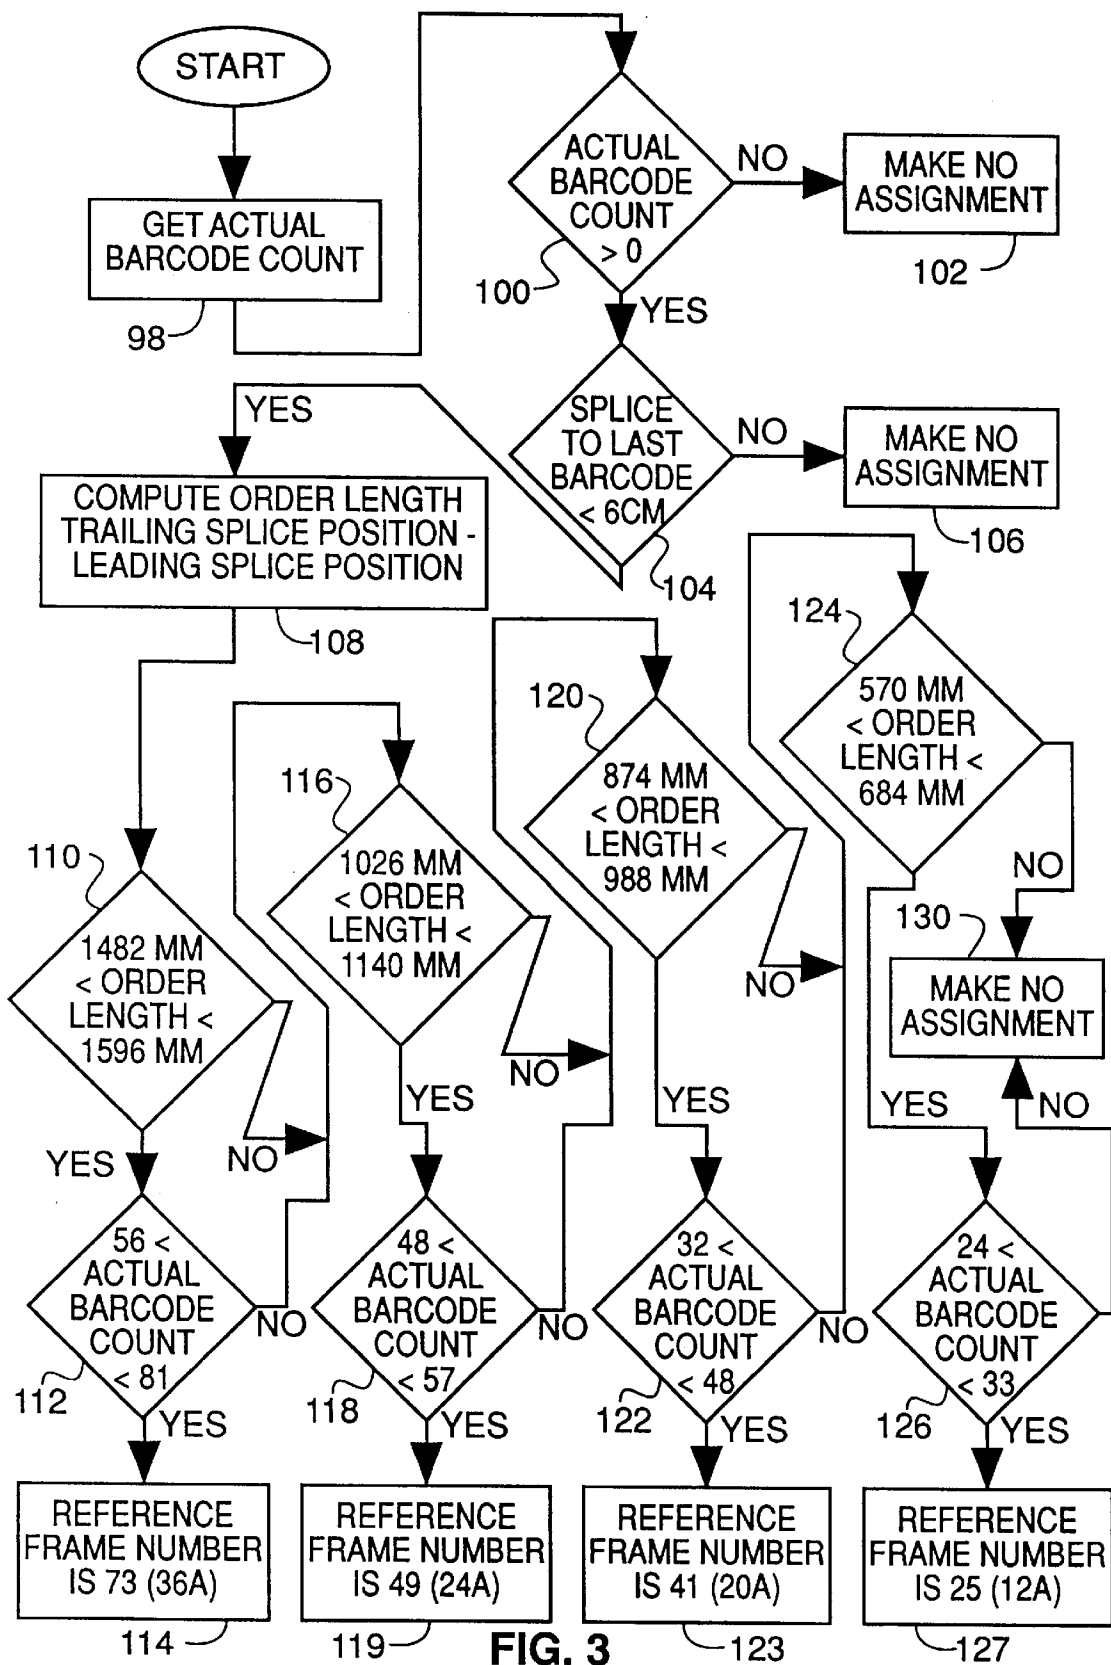 START
GET ACTUAL
BARCODE COUNT
98
ACTUAL
BARCODE
COUNT
> 0
100
NO
MAKE NO
ASSIGNMENT
102
YES
SPLICE
TO LAST
BARCODE
< 6CM
104
NO
MAKE NO
ASSIGNMENT
106
YES
COMPUTE ORDER LENGTH
TRAILING SPLICE POSITION -
LEADING SPLICE POSITION
108
110
1482 MM
< ORDER
LENGTH <
1596 MM
NO
YES
56 <
ACTUAL
BARCODE
COUNT
< 81
112
NO
YES
REFERENCE
FRAME NUMBER
IS 73 (36A)
114
116
1026 MM
< ORDER
LENGTH <
1140 MM
NO
YES
48 <
ACTUAL
BARCODE
COUNT
< 57
118
NO
YES
REFERENCE
FRAME NUMBER
IS 49 (24A)
119
120
874 MM
< ORDER
LENGTH <
988 MM
NO
YES
32 <
ACTUAL
BARCODE
COUNT
< 48
122
NO
YES
REFERENCE
FRAME NUMBER
IS 41 (20A)
123
124
570 MM
< ORDER
LENGTH <
684 MM
NO
130
MAKE NO
ASSIGNMENT
YES
NO
24 <
ACTUAL
BARCODE
COUNT
< 33
126
YES
REFERENCE
FRAME NUMBER
IS 25 (12A)
127
FIG. 3